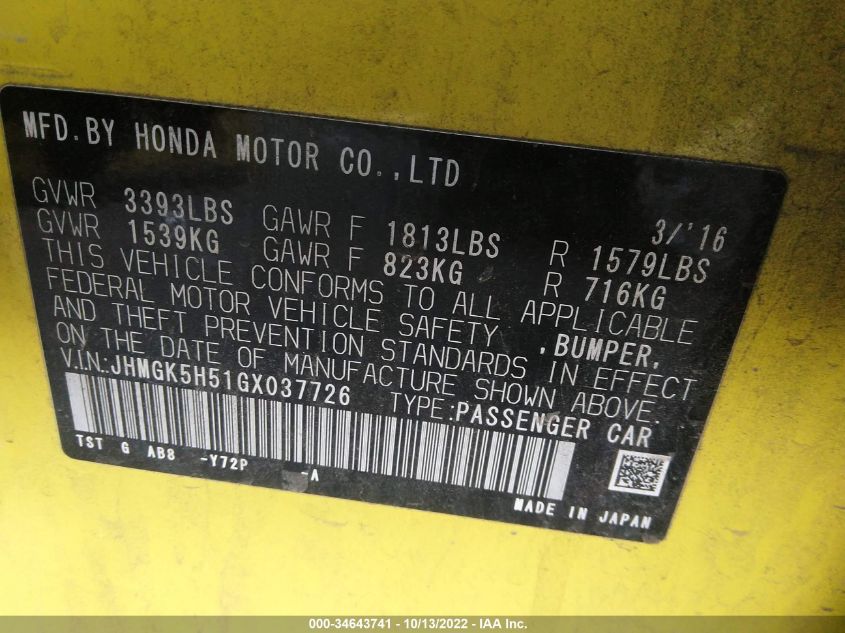 MFD.BY HONDA MOTOR CO.,LTD
3/'16
GVWR 3393LBS GAWR F 1813LBS R 1579LBS
GVWR 1539KG GAWR F 823KG R 716KG
THIS VEHICLE CONFORMS TO ALL APPLICABLE
FEDERAL MOTOR VEHICLE SAFETY ,BUMPER,
AND THEFT PREVENTION STANDARDS IN EFFECT
ON THE DATE OF MANUFACTURE SHOWN ABOVE.
V.IN.:JHMGK5H51GX037726 TYPE:PASSENGER CAR
TST G AB8 -Y72P -A
MADE IN JAPAN
000-34643741 - 10/13/2022 - IAA Inc.